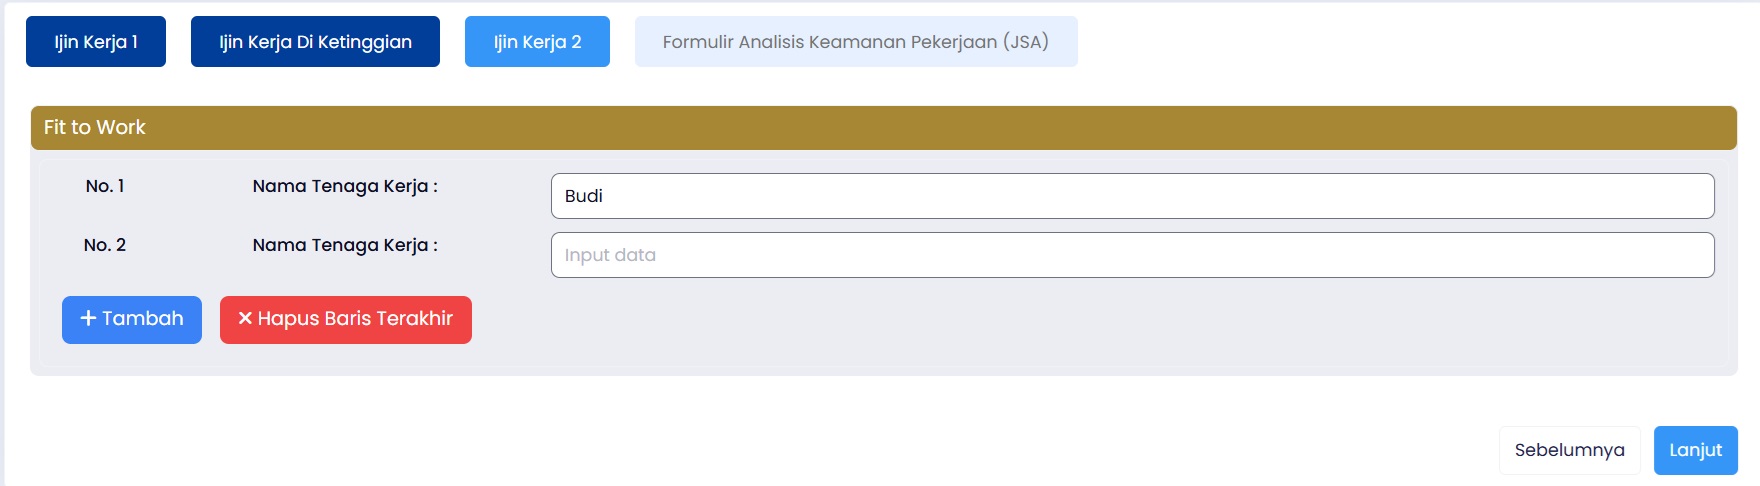 Ijin Kerja 1
Ijin Kerja Di Ketinggian
Ijin Kerja 2
Formulir Analisis Keamanan Pekerjaan (JSA)
Fit to Work
No. 1 Nama Tenaga Kerja : Budi
No. 2 Nama Tenaga Kerja : Input data
+ Tambah
× Hapus Baris Terakhir
Sebelumnya
Lanjut